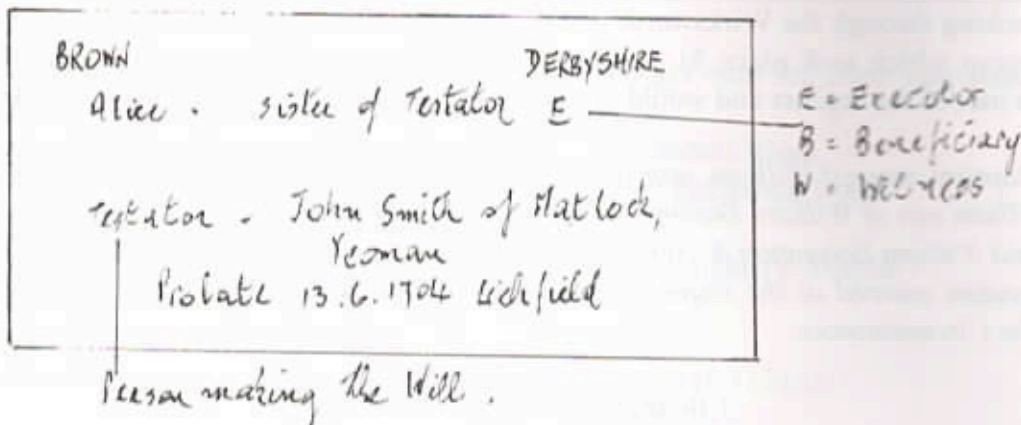 BROWN DERBYSHIRE
Alice . sister of Testator E
E = Executor
B = Beneficiary
W = Witness
Testator . John Smith of Matlock,
Yeoman
Probate 13.6.1704 Lichfield
Person making the Will .